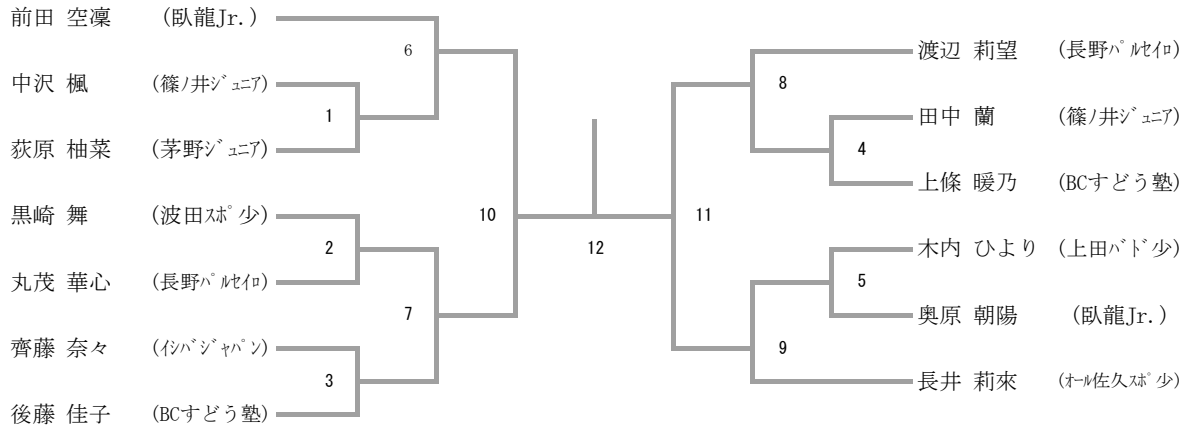 前田 空凜 (臥龍Jr.)
6
中沢 楓 (篠ノ井ｼﾞｭﾆｱ)
1
荻原 柚菜 (茅野ｼﾞｭﾆｱ)
黒崎 舞 (波田ｽﾎﾟ少)
2
丸茂 華心 (長野ﾊﾟﾙｾｲﾛ)
7
齊藤 奈々 (ｲｼﾊﾞｼﾞｬﾊﾟﾝ)
3
後藤 佳子 (BCすどう塾)
10
12
11
渡辺 莉望 (長野ﾊﾟﾙｾｲﾛ)
8
田中 蘭 (篠ﾉ井ｼﾞｭﾆｱ)
4
上條 暖乃 (BCすどう塾)
木内 ひより (上田ﾊﾞﾄﾞ少)
5
奥原 朝陽 (臥龍Jr.)
9
長井 莉來 (ｵｰﾙ佐久ｽﾎﾟ少)